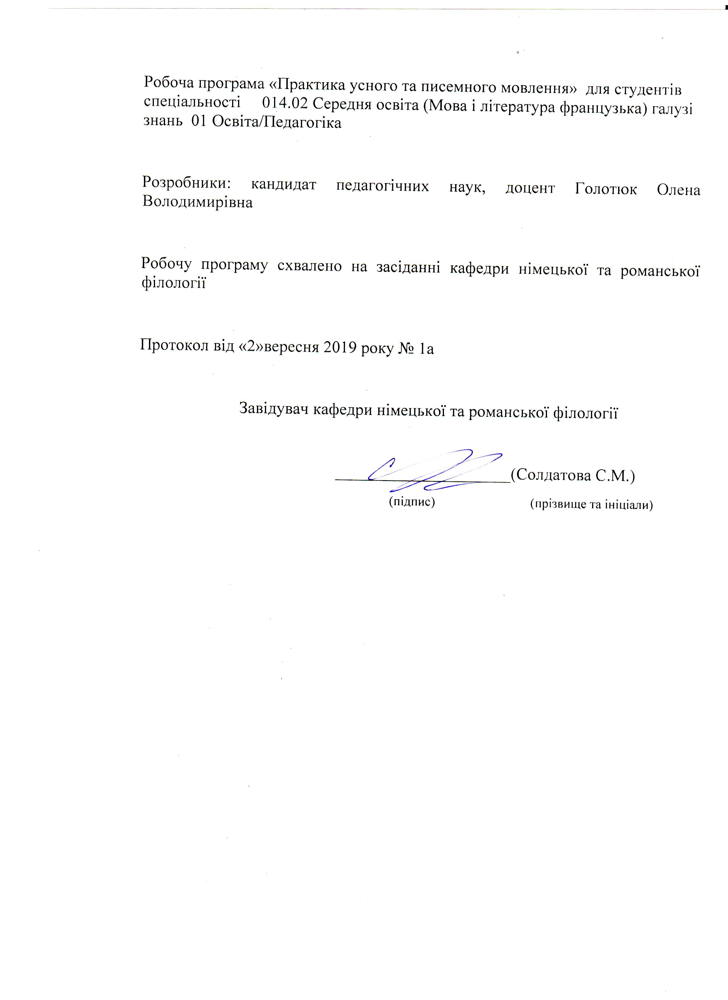 Робоча програма «Практика усного та писемного мовлення» для студентів
спеціальності 014.02 Середня освіта (Мова і література французька) галузі
знань 01 Освіта/Педагогіка
Розробники: кандидат педагогічних наук, доцент Голотюк Олена
Володимирівна
Робочу програму схвалено на засіданні кафедри німецької та романської
філології
Протокол від «2»вересня 2019 року № 1а
Завідувач кафедри німецької та романської філології
(Солдатова С.М.)
(підпис) (прізвище та ініціали)